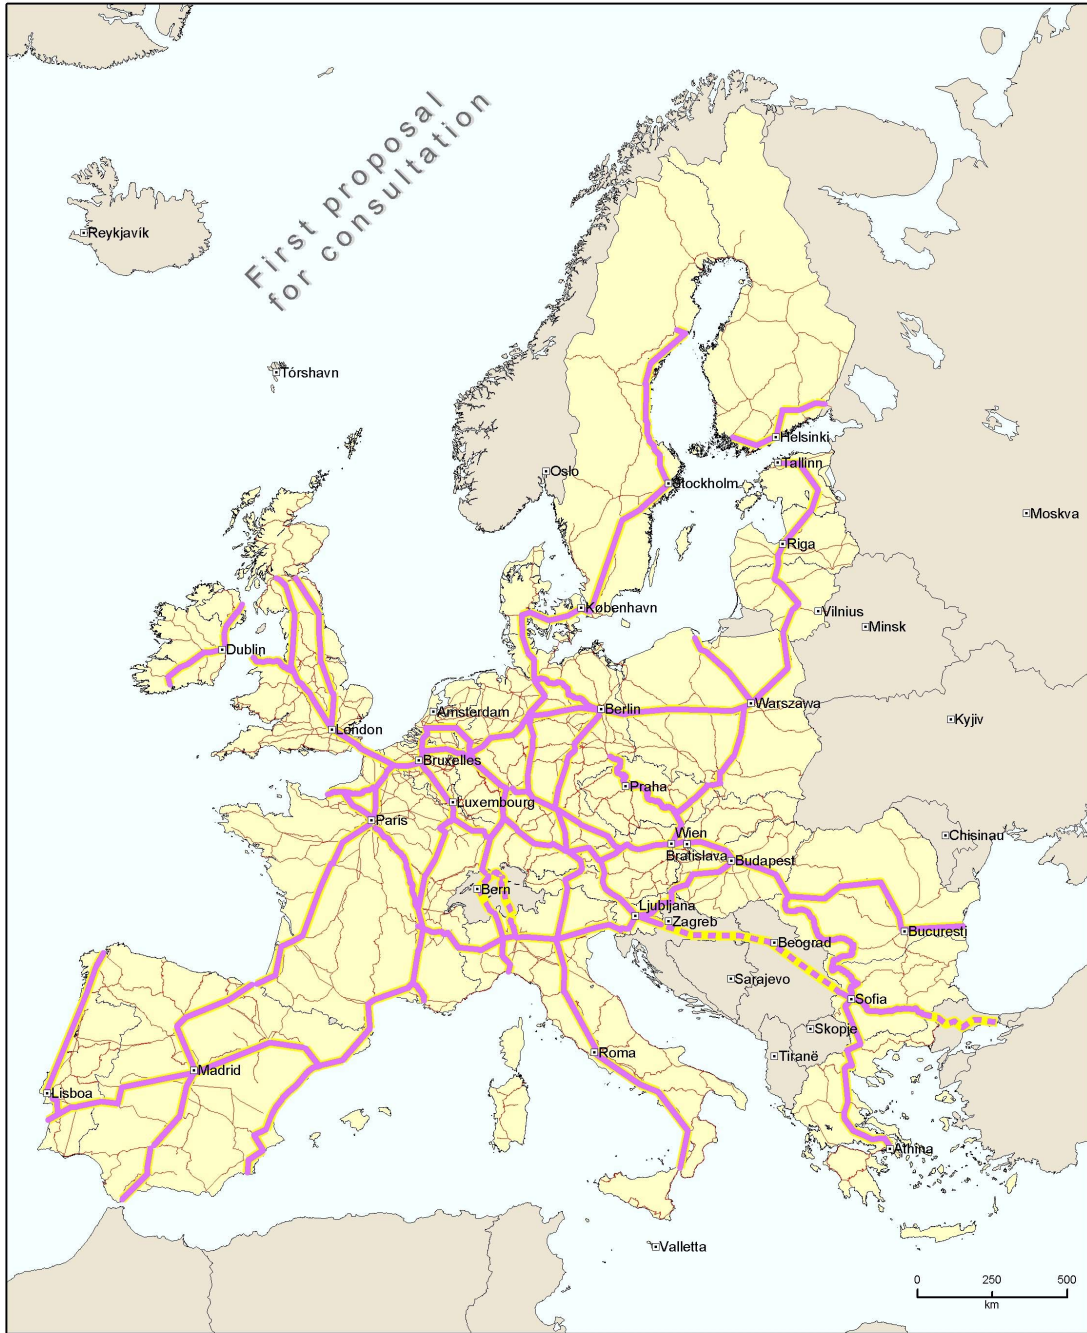 First proposal
for consultation
Reykjavík
Tórshavn
Oslo
Helsinki
Tallinn
Stockholm
Moskva
Riga
København
Vilnius
Minsk
Dublin
Amsterdam
Berlin
Warszawa
London
Kyjiv
Bruxelles
Praha
Luxembourg
Paris
Wien
Chisinau
Bratislava
Budapest
Bern
Ljubljana
Zagreb
Bucuresti
Beograd
Sarajevo
Sofia
Skopje
Roma
Tiranë
Madrid
Lisboa
Athina
Valletta
0 250 500
km